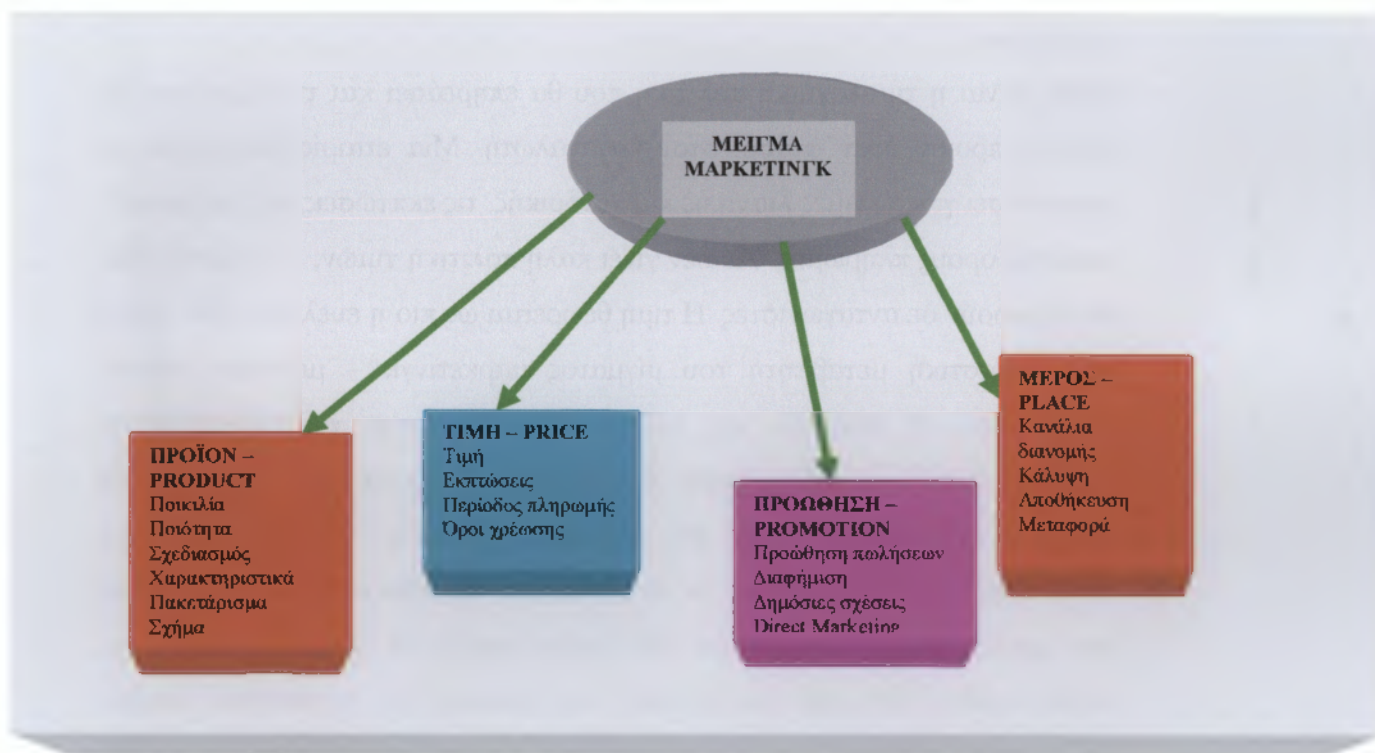 ΜΕΙΓΜΑ
ΜΑΡΚΕΤΙΝΓΚ
ΠΡΟΪΟΝ –
PRODUCT
Ποικιλία
Ποιότητα
Σχεδιασμός
Χαρακτηριστικά
Πακετάρισμα
Σχήμα
ΤΙΜΗ – PRICE
Τιμή
Εκπτώσεις
Περίοδος πληρωμής
Όροι χρέωσης
ΠΡΟΩΘΗΣΗ –
PROMOTION
Προώθηση πωλήσεων
Διαφήμιση
Δημόσιες σχέσεις
Direct Marketing
ΜΕΡΟΣ –
PLACE
Κανάλια
διανομής
Κάλυψη
Αποθήκευση
Μεταφορά